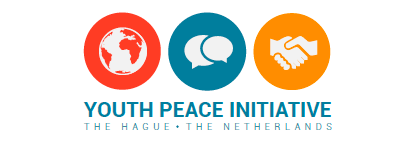 YOUTH PEACE INITIATIVE
THE HAGUE • THE NETHERLANDS